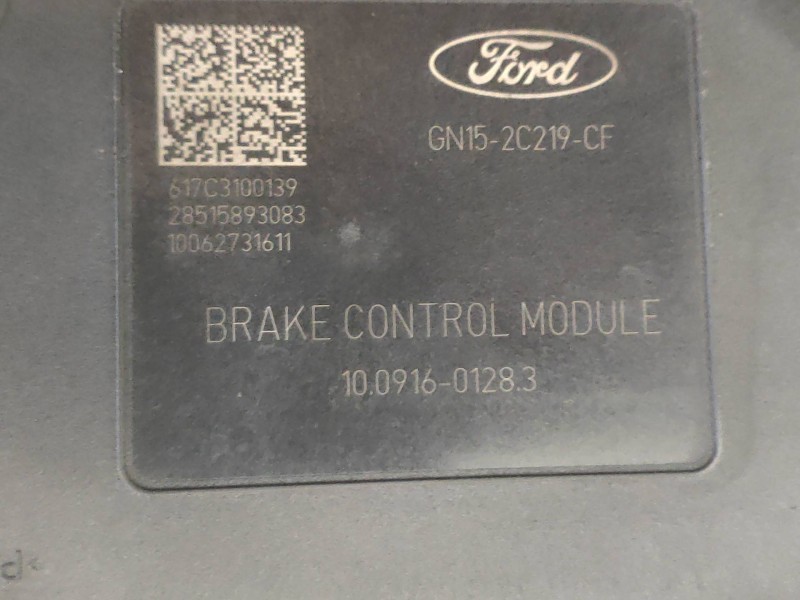 Ford
GN15-2C219-CF
617C3100139
28515893083
10062731611
BRAKE CONTROL MODULE
10.0916-0128.3